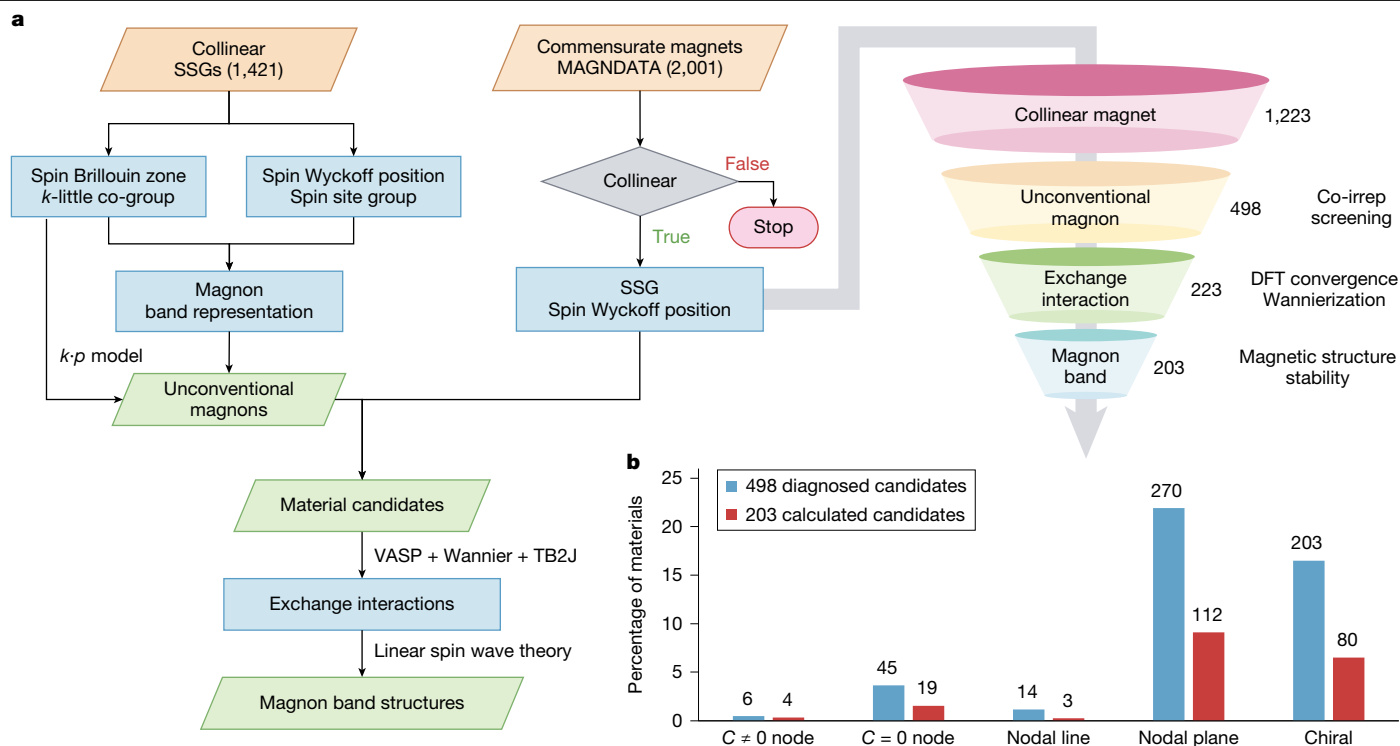 a
Collinear
SSGs (1,421)
Spin Brillouin zone
k-little co-group
Spin Wyckoff position
Spin site group
Magnon
band representation
k·p model
Unconventional
magnons
Commensurate magnets
MAGNDATA (2,001)
Collinear
False
Stop
True
SSG
Spin Wyckoff position
Material candidates
VASP + Wannier + TB2J
Exchange interactions
Linear spin wave theory
Magnon band structures
Collinear magnet
1,223
Unconventional
magnon
498
Co-irrep
screening
Exchange
interaction
223
DFT convergence
Wannierization
Magnon
band
203
Magnetic structure
stability
b
Percentage of materials
25
20
15
10
5
0
498 diagnosed candidates
203 calculated candidates
6
4
45
19
14
3
270
112
203
80
C ≠ 0 node
C = 0 node
Nodal line
Nodal plane
Chiral